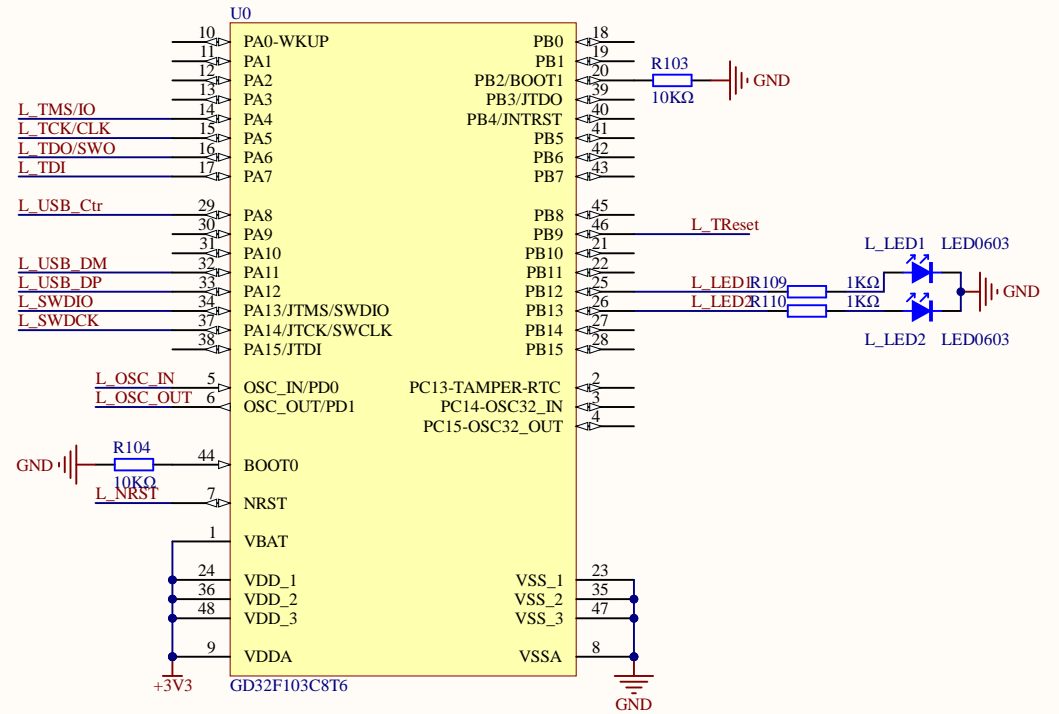 U0
10 PA0-WKUP PB0 18
11 PA1 PB1 19
12 PA2 PB2/BOOT1 20 R103 10KΩ GND
13 PA3 PB3/JTDO 39
L_TMS/IO 14 PA4 PB4/JNTRST 40
L_TCK/CLK 15 PA5 PB5 41
L_TDO/SWO 16 PA6 PB6 42
L_TDI 17 PA7 PB7 43
L_USB_Ctr 29 PA8 PB8 45
30 PA9 PB9 46 L_TReset
31 PA10 PB10 21
L_LED1 LED0603
L_USB_DM 32 PA11 PB11 22
L_USB_DP 33 PA12 PB12 25 L_LED1 R109 1KΩ GND
L_SWDIO 34 PA13/JTMS/SWDIO PB13 26 L_LED2 R110 1KΩ
L_SWDCK 37 PA14/JTCK/SWCLK PB14 27
L_LED2 LED0603
38 PA15/JTDI PB15 28
L_OSC_IN 5 OSC_IN/PD0 PC13-TAMPER-RTC 2
L_OSC_OUT 6 OSC_OUT/PD1 PC14-OSC32_IN 3
PC15-OSC32_OUT 4
GND R104 10KΩ 44 BOOT0
L_NRST 7 NRST
1 VBAT
24 VDD_1 VSS_1 23
36 VDD_2 VSS_2 35
48 VDD_3 VSS_3 47
9 VDDA VSSA 8
+3V3 GD32F103C8T6
GND